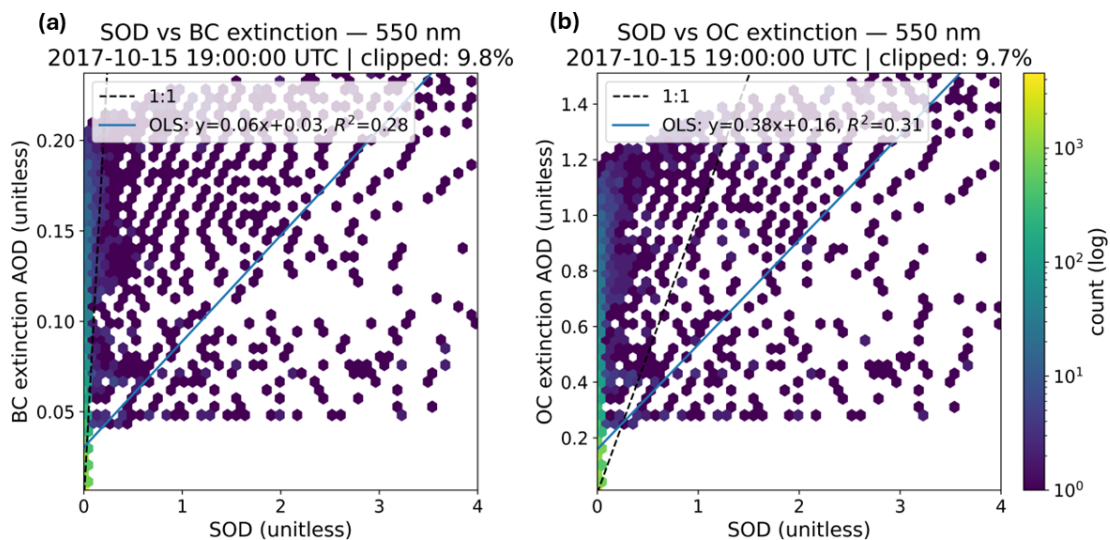 (a)
SOD vs BC extinction — 550 nm
2017-10-15 19:00:00 UTC | clipped: 9.8%
1:1
OLS: y=0.06x+0.03, R²=0.28
BC extinction AOD (unitless)
0.20
0.15
0.10
0.05
0
1
2
3
4
SOD (unitless)
(b)
SOD vs OC extinction — 550 nm
2017-10-15 19:00:00 UTC | clipped: 9.7%
1:1
OLS: y=0.38x+0.16, R²=0.31
OC extinction AOD (unitless)
1.4
1.2
1.0
0.8
0.6
0.4
0.2
0
1
2
3
4
SOD (unitless)
10³
10²
10¹
10⁰
count (log)